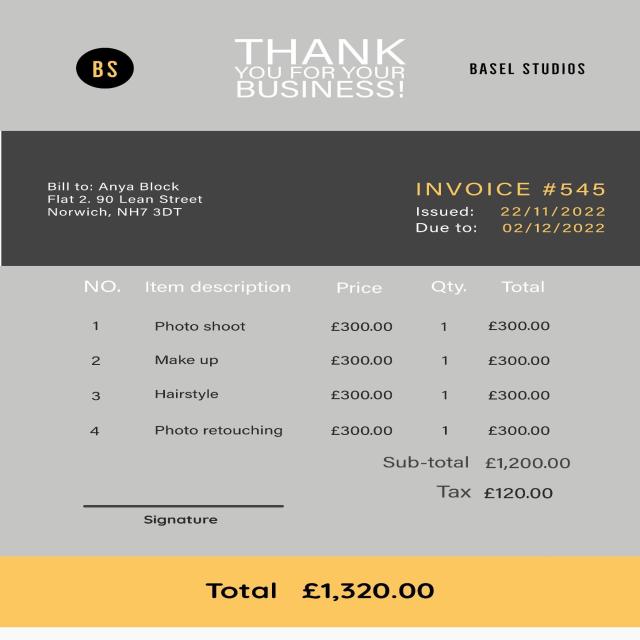 BS
THANK
YOU FOR YOUR
BUSINESS!
BASEL STUDIOS
Bill to: Anya Block
Flat 2. 90 Lean Street
Norwich, NH7 3DT
INVOICE #545
Issued: 22/11/2022
Due to: 02/12/2022
NO. Item description Price Qty. Total
1 Photo shoot £300.00 1 £300.00
2 Make up £300.00 1 £300.00
3 Hairstyle £300.00 1 £300.00
4 Photo retouching £300.00 1 £300.00
Sub-total £1,200.00
Tax £120.00
Signature
Total £1,320.00